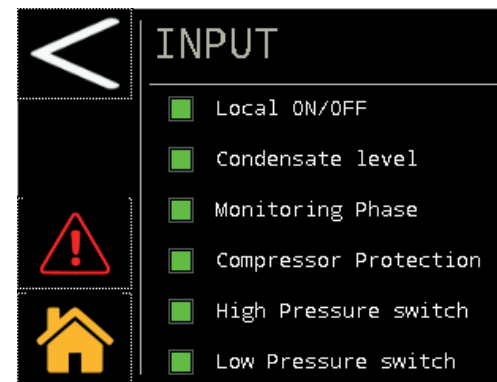 INPUT
Local ON/OFF
Condensate level
Monitoring Phase
Compressor Protection
High Pressure switch
Low Pressure switch